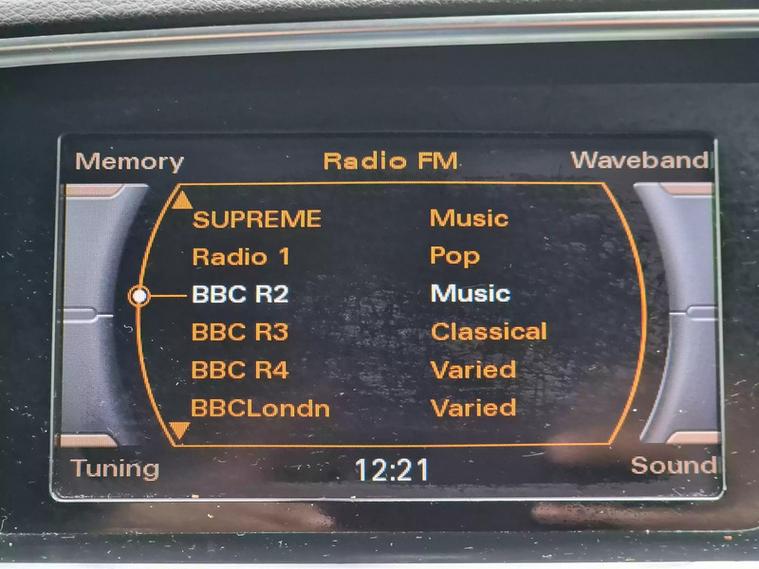 Memory Radio FM Waveband
SUPREME Music
Radio 1 Pop
BBC R2 Music
BBC R3 Classical
BBC R4 Varied
BBCLondn Varied
Tuning 12:21 Sound